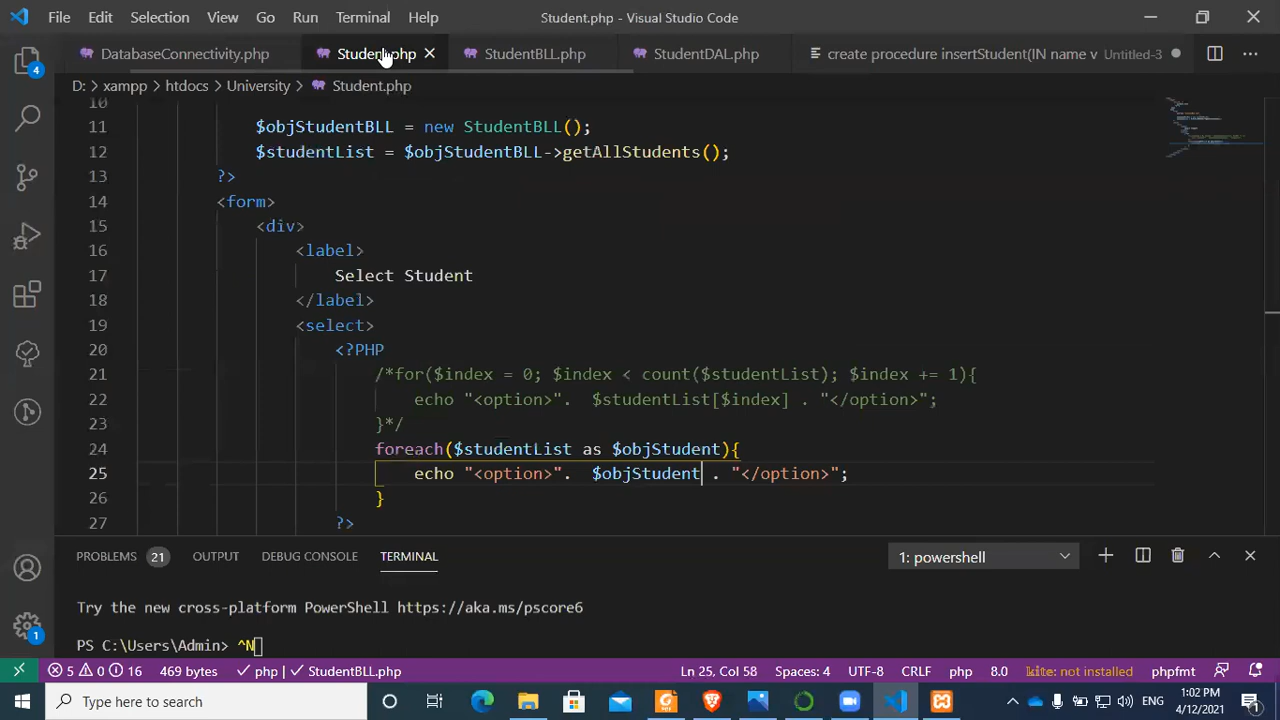 File Edit Selection View Go Run Terminal Help Student.php - Visual Studio Code
DatabaseConnectivity.php Student.php StudentBLL.php StudentDAL.php create procedure insertStudent(IN name v Untitled-3
D: > xampp > htdocs > University > Student.php
10
11 $objStudentBLL = new StudentBLL();
12 $studentList = $objStudentBLL->getAllStudents();
13 ?>
14 <form>
15 <div>
16 <label>
17 Select Student
18 </label>
19 <select>
20 <?PHP
21 /*for($index = 0; $index < count($studentList); $index += 1){
22 echo "<option>". $studentList[$index] . "</option>";
23 }*/
24 foreach($studentList as $objStudent){
25 echo "<option>". $objStudent . "</option>";
26 }
27 ?>
PROBLEMS 21 OUTPUT DEBUG CONSOLE TERMINAL 1: powershell
Try the new cross-platform PowerShell https://aka.ms/pscore6
PS C:\Users\Admin> ^N
4
1
5 0 16 469 bytes php | StudentBLL.php Ln 25, Col 58 Spaces: 4 UTF-8 CRLF php 8.0 kite: not installed phpfmt
Type here to search ENG 1:02 PM
4/12/2021